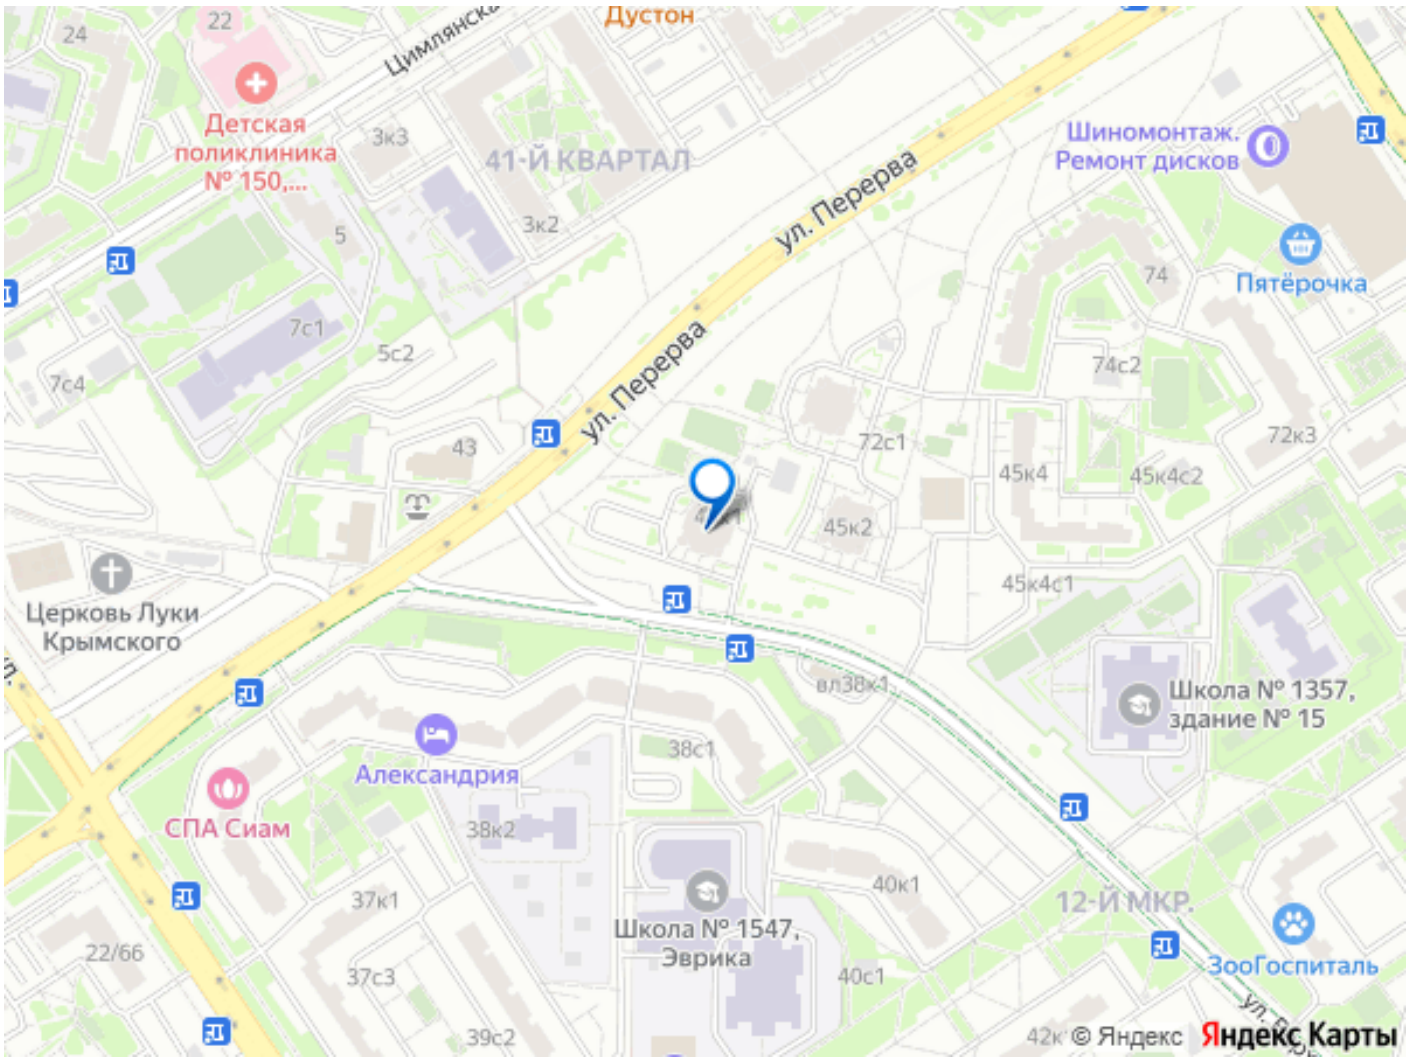 24
22
Цимлянска
Дустон
Детская
поликлиника
№ 150,...
3к3
41-Й КВАРТАЛ
3к2
5
7с1
5с2
7с4
ул. Перерва
Шиномонтаж.
Ремонт дисков
74
Пятёрочка
74с2
72к3
ул. Перерва
43
72с1
45к4
45к4с2
45к2
45к4с1
Церковь Луки
Крымского
вл38к1
Школа № 1357,
здание № 15
38с1
Александрия
СПА Сиам
38к2
37к1
40к1
12-Й МКР.
Школа № 1547,
Эврика
22/66
37с3
40с1
ЗооГоспиталь
39с2
42к
© Яндекс
Яндекс Карты